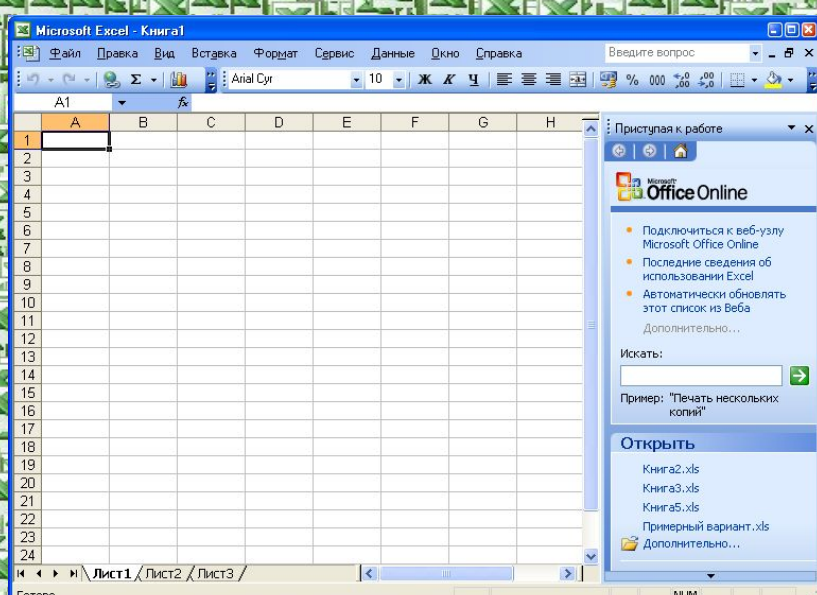 Microsoft Excel - Книга1
Файл Правка Вид Вставка Формат Сервис Данные Окно Справка Введите вопрос
Σ Arial Cyr 10 Ж К Ч % 000 ,00 ,00
A1 fx
A B C D E F G H
1
2
3
4
5
6
7
8
9
10
11
12
13
14
15
16
17
18
19
20
21
22
23
24
Лист1 Лист2 Лист3
Готово NUM
Приступая к работе
Microsoft
Office Online
Подключиться к веб-узлу
Microsoft Office Online
Последние сведения об
использовании Excel
Автоматически обновлять
этот список из Веба
Дополнительно...
Искать:
Пример: "Печать нескольких
копий"
Открыть
Книга2.xls
Книга3.xls
Книга5.xls
Примерный вариант.xls
Дополнительно...